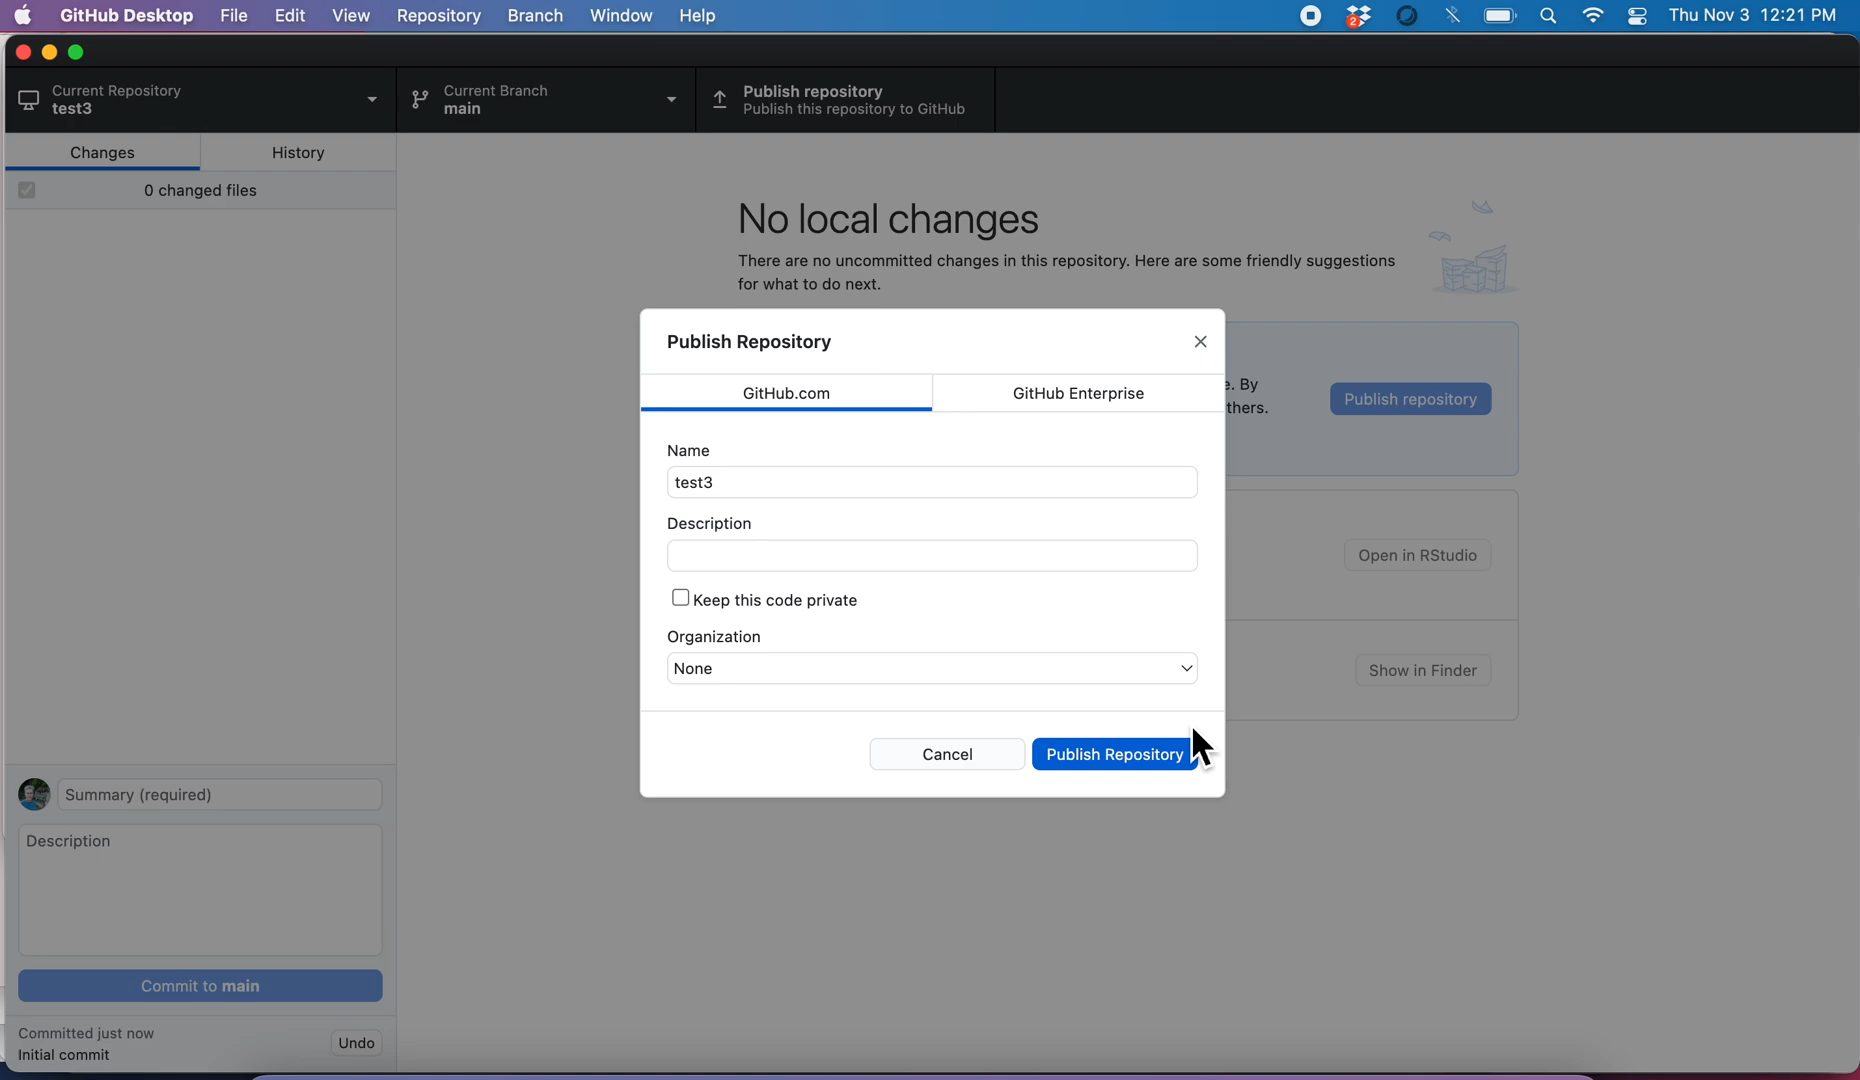 GitHub Desktop File Edit View Repository Branch Window Help
2
Thu Nov 3 12:21 PM
Current Repository
test3
Current Branch
main
Publish repository
Publish this repository to GitHub
Changes
History
0 changed files
No local changes
There are no uncommitted changes in this repository. Here are some friendly suggestions
for what to do next.
Publish Repository
GitHub.com
GitHub Enterprise
e. By
thers.
Publish repository
Name
test3
Description
Keep this code private
Organization
None
Open in RStudio
Show in Finder
Cancel
Publish Repository
Summary (required)
Description
Commit to main
Committed just now
Initial commit
Undo